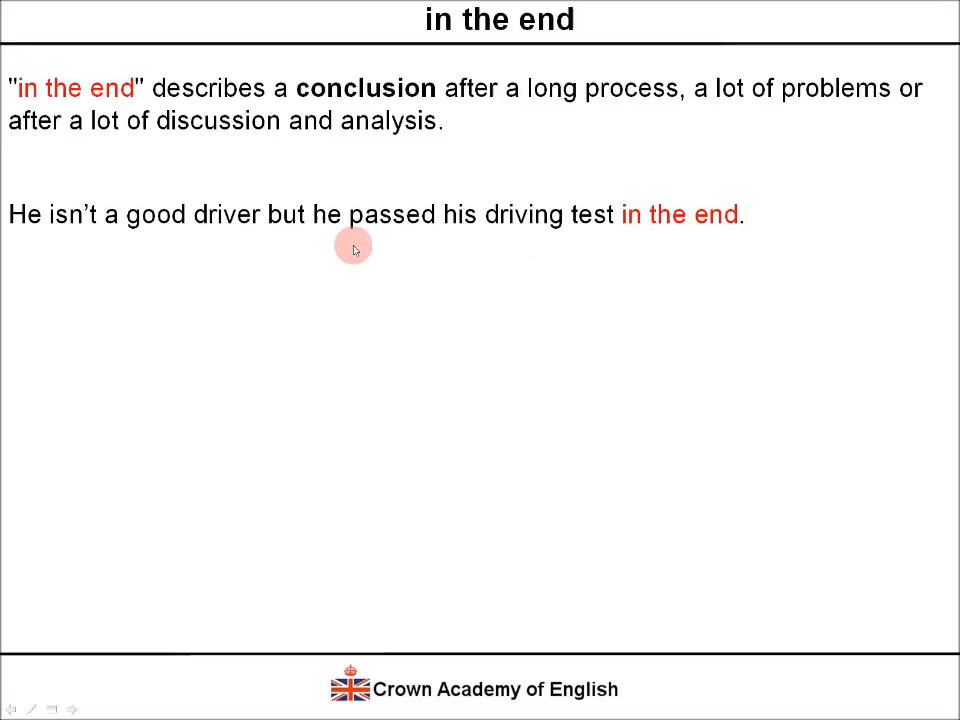 in the end
"in the end" describes a conclusion after a long process, a lot of problems or
after a lot of discussion and analysis.
He isn’t a good driver but he passed his driving test in the end.
Crown Academy of English